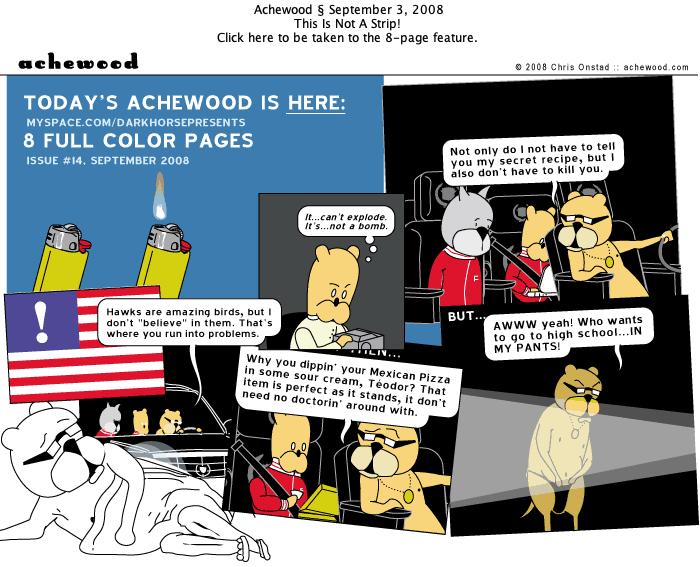 Achewood § September 3, 2008
This Is Not A Strip!
Click here to be taken to the 8-page feature.
achewood
© 2008 Chris Onstad :: achewood.com
TODAY'S ACHEWOOD IS HERE:
MYSPACE.COM/DARKHORSEPRESENTS
8 FULL COLOR PAGES
ISSUE #14, SEPTEMBER 2008
Not only do I not have to tell
you my secret recipe, but I
also don't have to kill you.
F
It...can't explode.
It's...not a bomb.
BUT...
!
Hawks are amazing birds, but I
don't "believe" in them. That's
where you run into problems.
THEN...
Why you dippin' your Mexican Pizza
in some sour cream, Téodor? That
item is perfect as it stands, it don't
need no doctorin' around with.
AWWW yeah! Who wants
to go to high school...IN
MY PANTS!